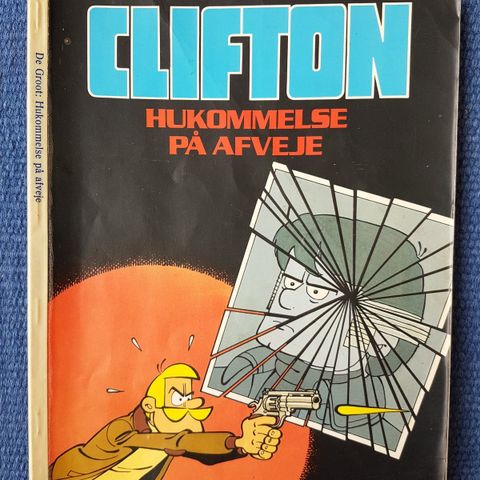 CLIFTON
HUKOMMELSE
PÅ AFVEJE
De Groot: Hukommelse på afveje